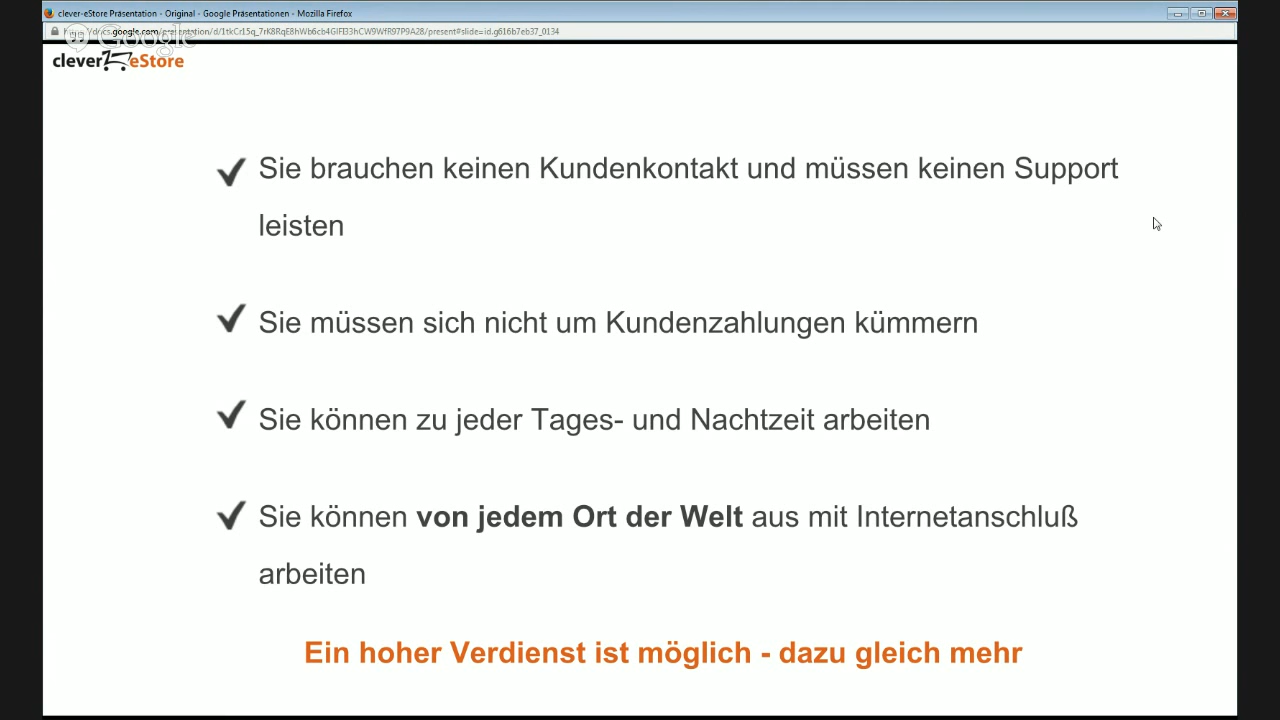 clever-eStore Präsentation - Original - Google Präsentationen - Mozilla Firefox
Google
clever eStore
Sie brauchen keinen Kundenkontakt und müssen keinen Support
leisten
Sie müssen sich nicht um Kundenzahlungen kümmern
Sie können zu jeder Tages- und Nachtzeit arbeiten
Sie können von jedem Ort der Welt aus mit Internetanschluß
arbeiten
Ein hoher Verdienst ist möglich - dazu gleich mehr